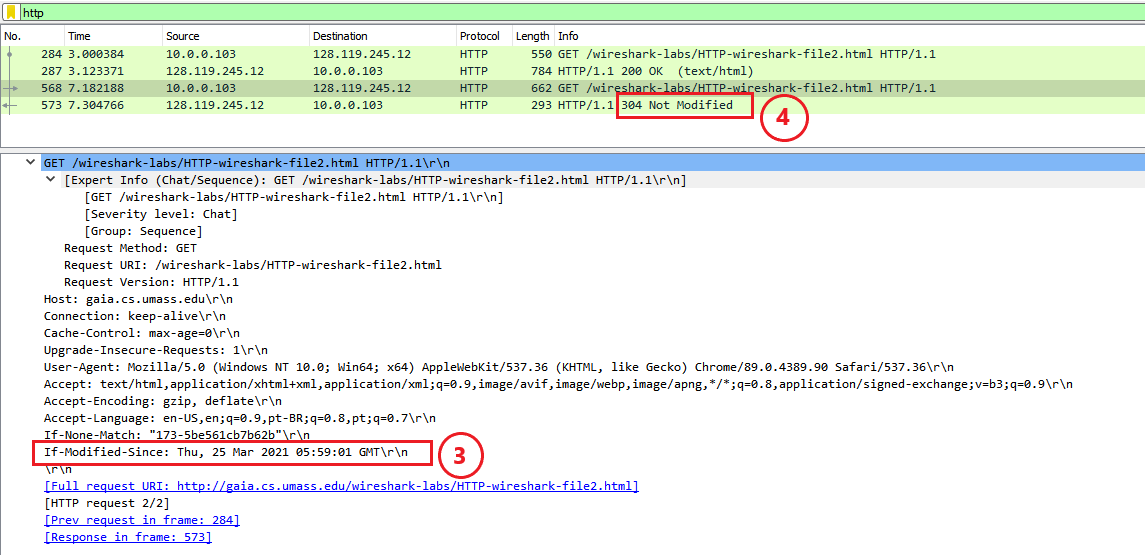 http
No. Time Source Destination Protocol Length Info
284 3.000384 10.0.0.103 128.119.245.12 HTTP 550 GET /wireshark-labs/HTTP-wireshark-file2.html HTTP/1.1
287 3.123371 128.119.245.12 10.0.0.103 HTTP 784 HTTP/1.1 200 OK (text/html)
568 7.182188 10.0.0.103 128.119.245.12 HTTP 662 GET /wireshark-labs/HTTP-wireshark-file2.html HTTP/1.1
573 7.304766 128.119.245.12 10.0.0.103 HTTP 293 HTTP/1.1 304 Not Modified
4
GET /wireshark-labs/HTTP-wireshark-file2.html HTTP/1.1\r\n
[Expert Info (Chat/Sequence): GET /wireshark-labs/HTTP-wireshark-file2.html HTTP/1.1\r\n]
[GET /wireshark-labs/HTTP-wireshark-file2.html HTTP/1.1\r\n]
[Severity level: Chat]
[Group: Sequence]
Request Method: GET
Request URI: /wireshark-labs/HTTP-wireshark-file2.html
Request Version: HTTP/1.1
Host: gaia.cs.umass.edu\r\n
Connection: keep-alive\r\n
Cache-Control: max-age=0\r\n
Upgrade-Insecure-Requests: 1\r\n
User-Agent: Mozilla/5.0 (Windows NT 10.0; Win64; x64) AppleWebKit/537.36 (KHTML, like Gecko) Chrome/89.0.4389.90 Safari/537.36\r\n
Accept: text/html,application/xhtml+xml,application/xml;q=0.9,image/avif,image/webp,image/apng,*/*;q=0.8,application/signed-exchange;v=b3;q=0.9\r\n
Accept-Encoding: gzip, deflate\r\n
Accept-Language: en-US,en;q=0.9,pt-BR;q=0.8,pt;q=0.7\r\n
If-None-Match: "173-5be561cb7b62b"\r\n
If-Modified-Since: Thu, 25 Mar 2021 05:59:01 GMT\r\n
3
\r\n
[Full request URI: http://gaia.cs.umass.edu/wireshark-labs/HTTP-wireshark-file2.html]
[HTTP request 2/2]
[Prev request in frame: 284]
[Response in frame: 573]